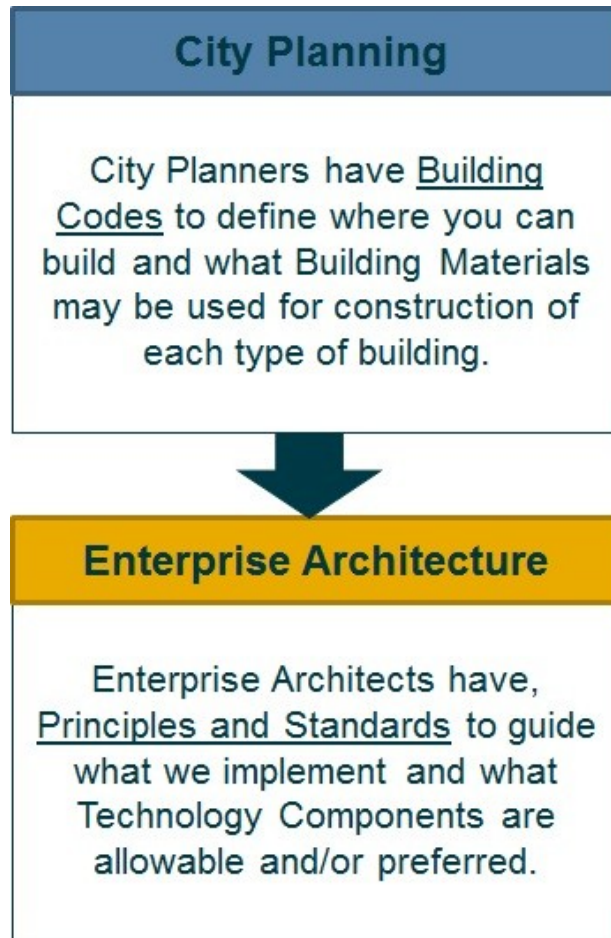 City Planning
City Planners have Building
Codes to define where you can
build and what Building Materials
may be used for construction of
each type of building.
Enterprise Architecture
Enterprise Architects have,
Principles and Standards to guide
what we implement and what
Technology Components are
allowable and/or preferred.